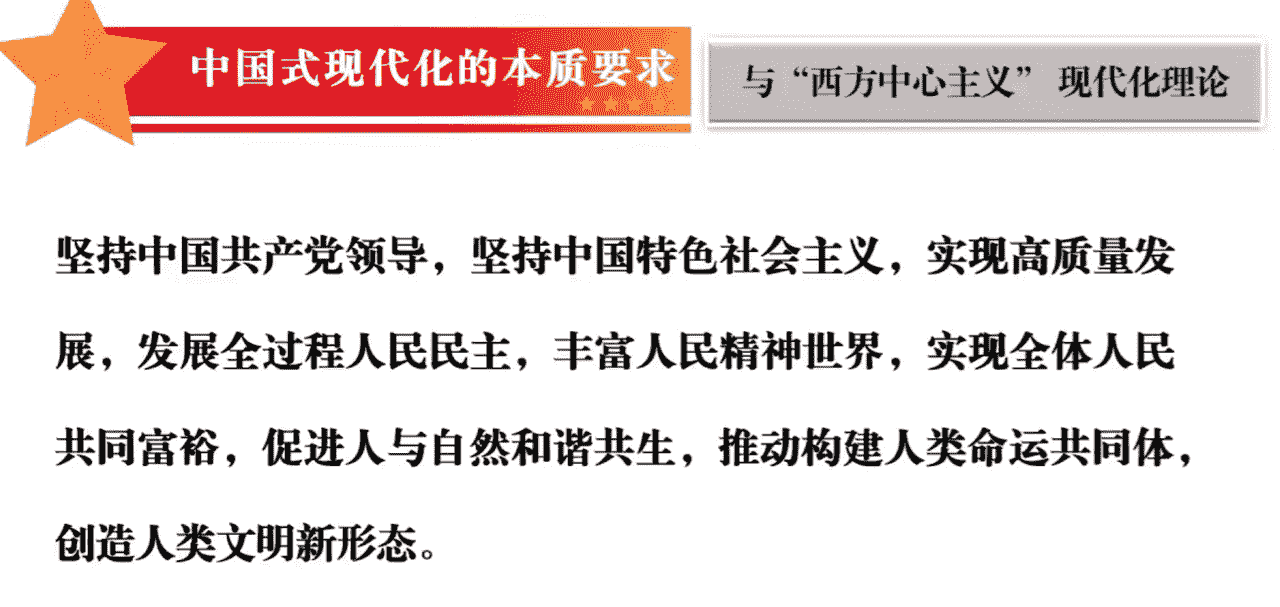 中国式现代化的本质要求
与“西方中心主义” 现代化理论
坚持中国共产党领导，坚持中国特色社会主义，实现高质量发
展，发展全过程人民民主，丰富人民精神世界，实现全体人民
共同富裕，促进人与自然和谐共生，推动构建人类命运共同体，
创造人类文明新形态。